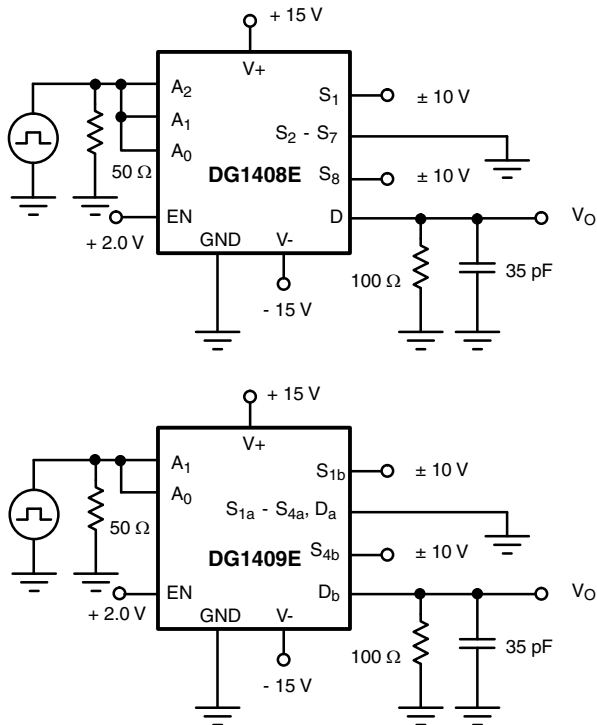 + 15 V
V+
A2
S1
± 10 V
A1
S2 - S7
A0
50 Ω
DG1408E
S8
± 10 V
EN
D
VO
+ 2.0 V
GND
V-
100 Ω
35 pF
- 15 V
+ 15 V
V+
A1
S1b
± 10 V
A0
S1a - S4a, Da
50 Ω
DG1409E
S4b
± 10 V
EN
Db
VO
+ 2.0 V
GND
V-
100 Ω
35 pF
- 15 V